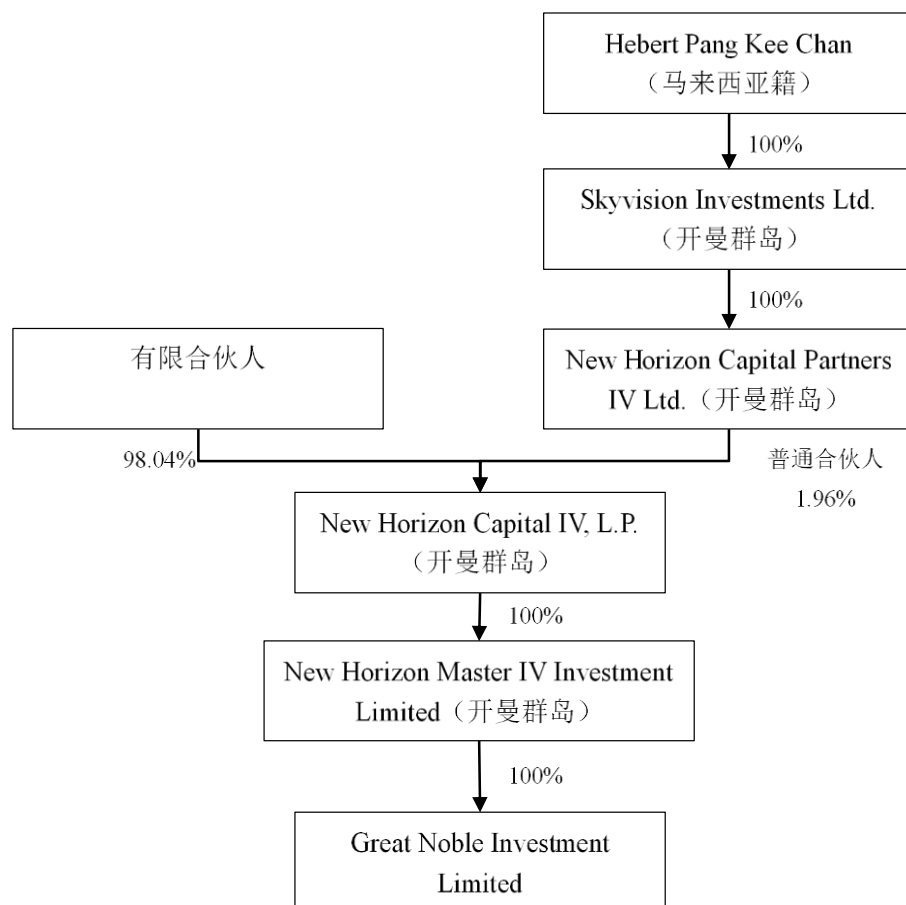 Hebert Pang Kee Chan
（马来西亚籍）
100%
Skyvision Investments Ltd.
（开曼群岛）
100%
有限合伙人
New Horizon Capital Partners
IV Ltd.（开曼群岛）
98.04%
普通合伙人
1.96%
New Horizon Capital IV, L.P.
（开曼群岛）
100%
New Horizon Master IV Investment
Limited（开曼群岛）
100%
Great Noble Investment
Limited